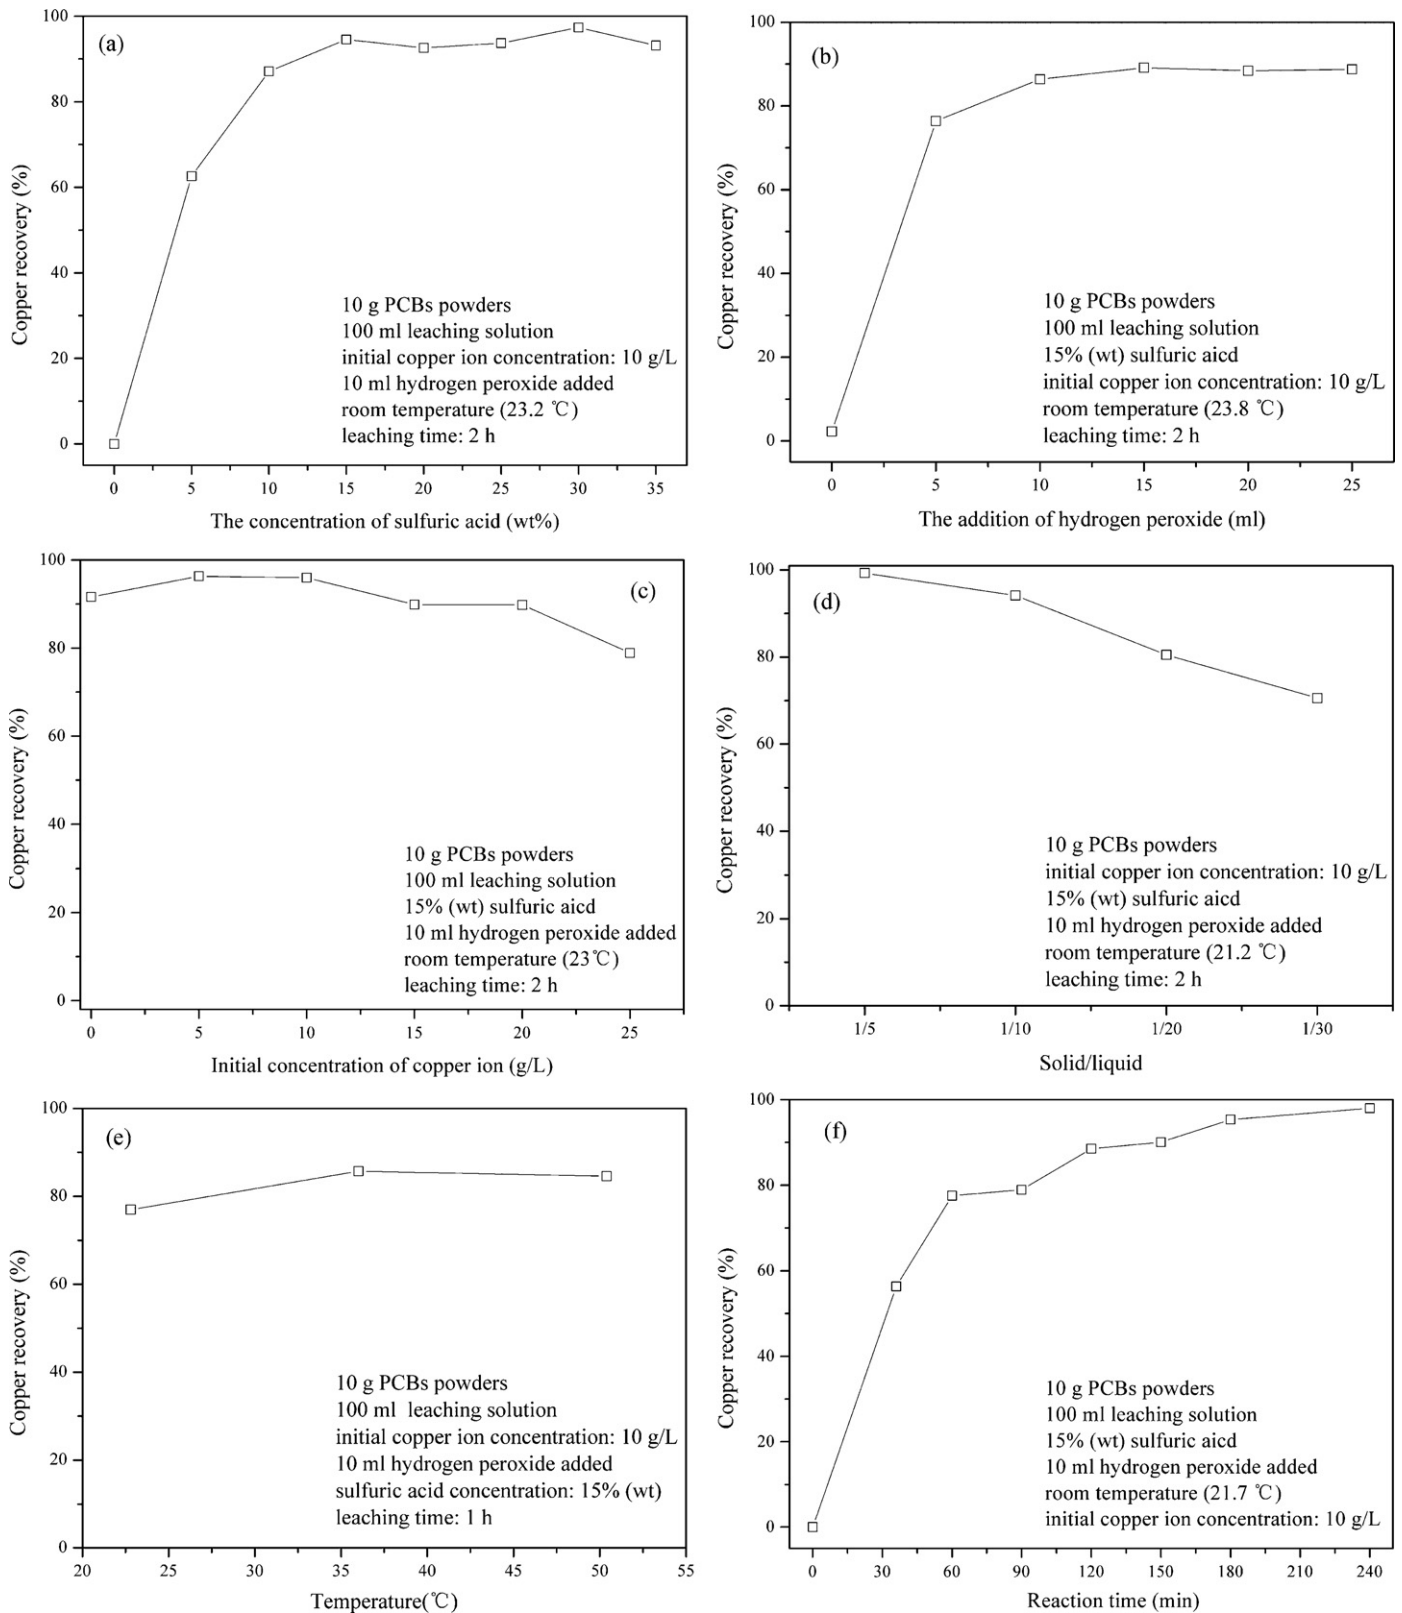 (a)
100
80
60
40
20
0
Copper recovery (%)
10 g PCBs powders
100 ml leaching solution
initial copper ion concentration: 10 g/L
10 ml hydrogen peroxide added
room temperature (23.2 ℃)
leaching time: 2 h
0 5 10 15 20 25 30 35
The concentration of sulfuric acid (wt%)
(b)
100
80
60
40
20
0
Copper recovery (%)
10 g PCBs powders
100 ml leaching solution
15% (wt) sulfuric aicd
initial copper ion concentration: 10 g/L
room temperature (23.8 ℃)
leaching time: 2 h
0 5 10 15 20 25
The addition of hydrogen peroxide (ml)
(c)
100
80
60
40
20
0
Copper recovery (%)
10 g PCBs powders
100 ml leaching solution
15% (wt) sulfuric aicd
10 ml hydrogen peroxide added
room temperature (23℃)
leaching time: 2 h
0 5 10 15 20 25
Initial concentration of copper ion (g/L)
(d)
100
80
60
40
20
0
Copper recovery (%)
10 g PCBs powders
initial copper ion concentration: 10 g/L
15% (wt) sulfuric aicd
10 ml hydrogen peroxide added
room temperature (21.2 ℃)
leaching time: 2 h
1/5 1/10 1/20 1/30
Solid/liquid
(e)
100
80
60
40
20
0
Copper recovery (%)
10 g PCBs powders
100 ml leaching solution
initial copper ion concentration: 10 g/L
10 ml hydrogen peroxide added
sulfuric acid concentration: 15% (wt)
leaching time: 1 h
20 25 30 35 40 45 50 55
Temperature(℃)
(f)
100
80
60
40
20
0
Copper recovery (%)
10 g PCBs powders
100 ml leaching solution
15% (wt) sulfuric aicd
10 ml hydrogen peroxide added
room temperature (21.7 ℃)
initial copper ion concentration: 10 g/L
0 30 60 90 120 150 180 210 240
Reaction time (min)